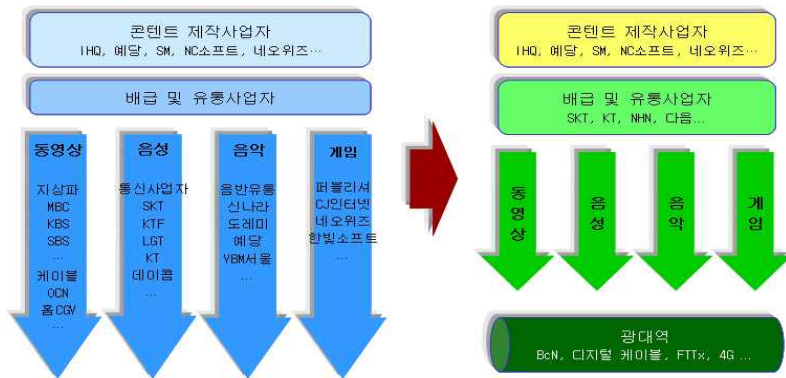 콘텐트 제작사업자
IHQ, 예당, SM, NC소프트, 네오위즈…
배급 및 유통사업자
동영상
지상파
MBC
KBS
SBS
…
케이블
OCN
홈CGV
…
음성
통신사업자
SKT
KTF
LGT
KT
데이콤
…
음악
음반유통
신나라
도레미
예당
YBM서울
…
게임
퍼블리셔
CJ인터넷
네오위즈
한빛소프트
…
콘텐트 제작사업자
IHQ, 예당, SM, NC소프트, 네오위즈…
배급 및 유통사업자
SKT, KT, NHN, 다음…
동영상
음성
음악
게임
광대역
BcN, 디지털 케이블, FTTx, 4G …